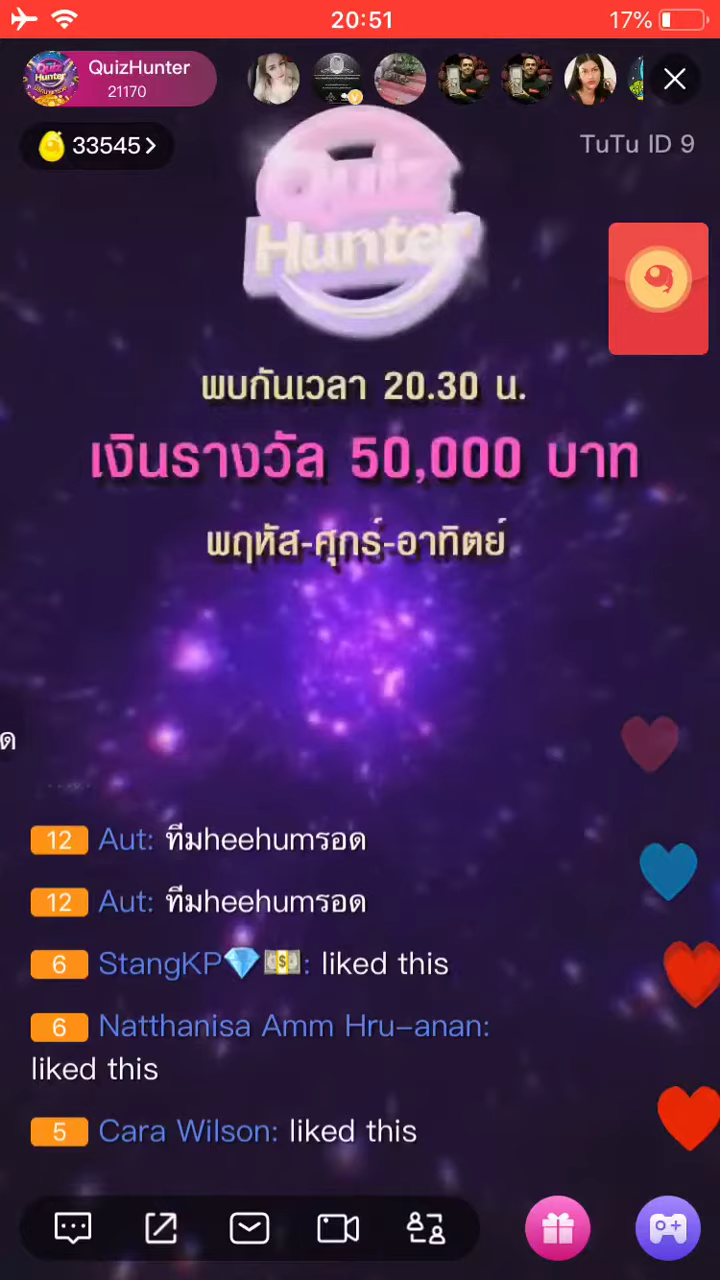 20:51
17%
QuizHunter
21170
33545
TuTu ID 9
Quiz
Hunter
พบกันเวลา 20.30 น.
เงินรางวัล 50,000 บาท
พฤหัส-ศุกร์-อาทิตย์
ด
12 Aut: ทีมheehumรอด
12 Aut: ทีมheehumรอด
6 StangKP💎💵: liked this
6 Natthanisa Amm Hru-anan:
liked this
5 Cara Wilson: liked this